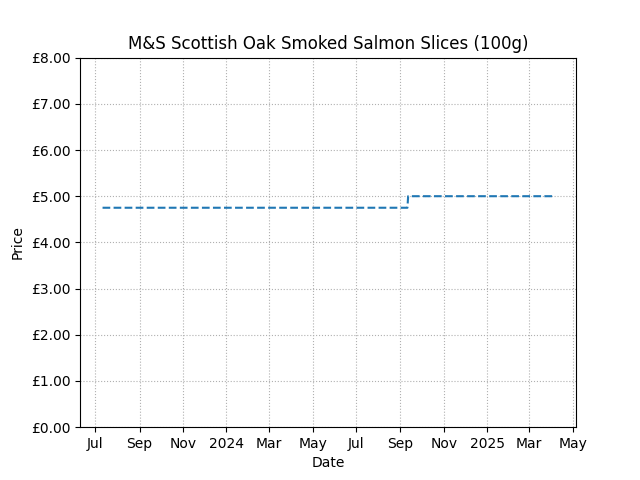 M&S Scottish Oak Smoked Salmon Slices (100g)
£8.00
£7.00
£6.00
£5.00
£4.00
£3.00
£2.00
£1.00
£0.00
Price
Jul Sep Nov 2024 Mar May Jul Sep Nov 2025 Mar May
Date